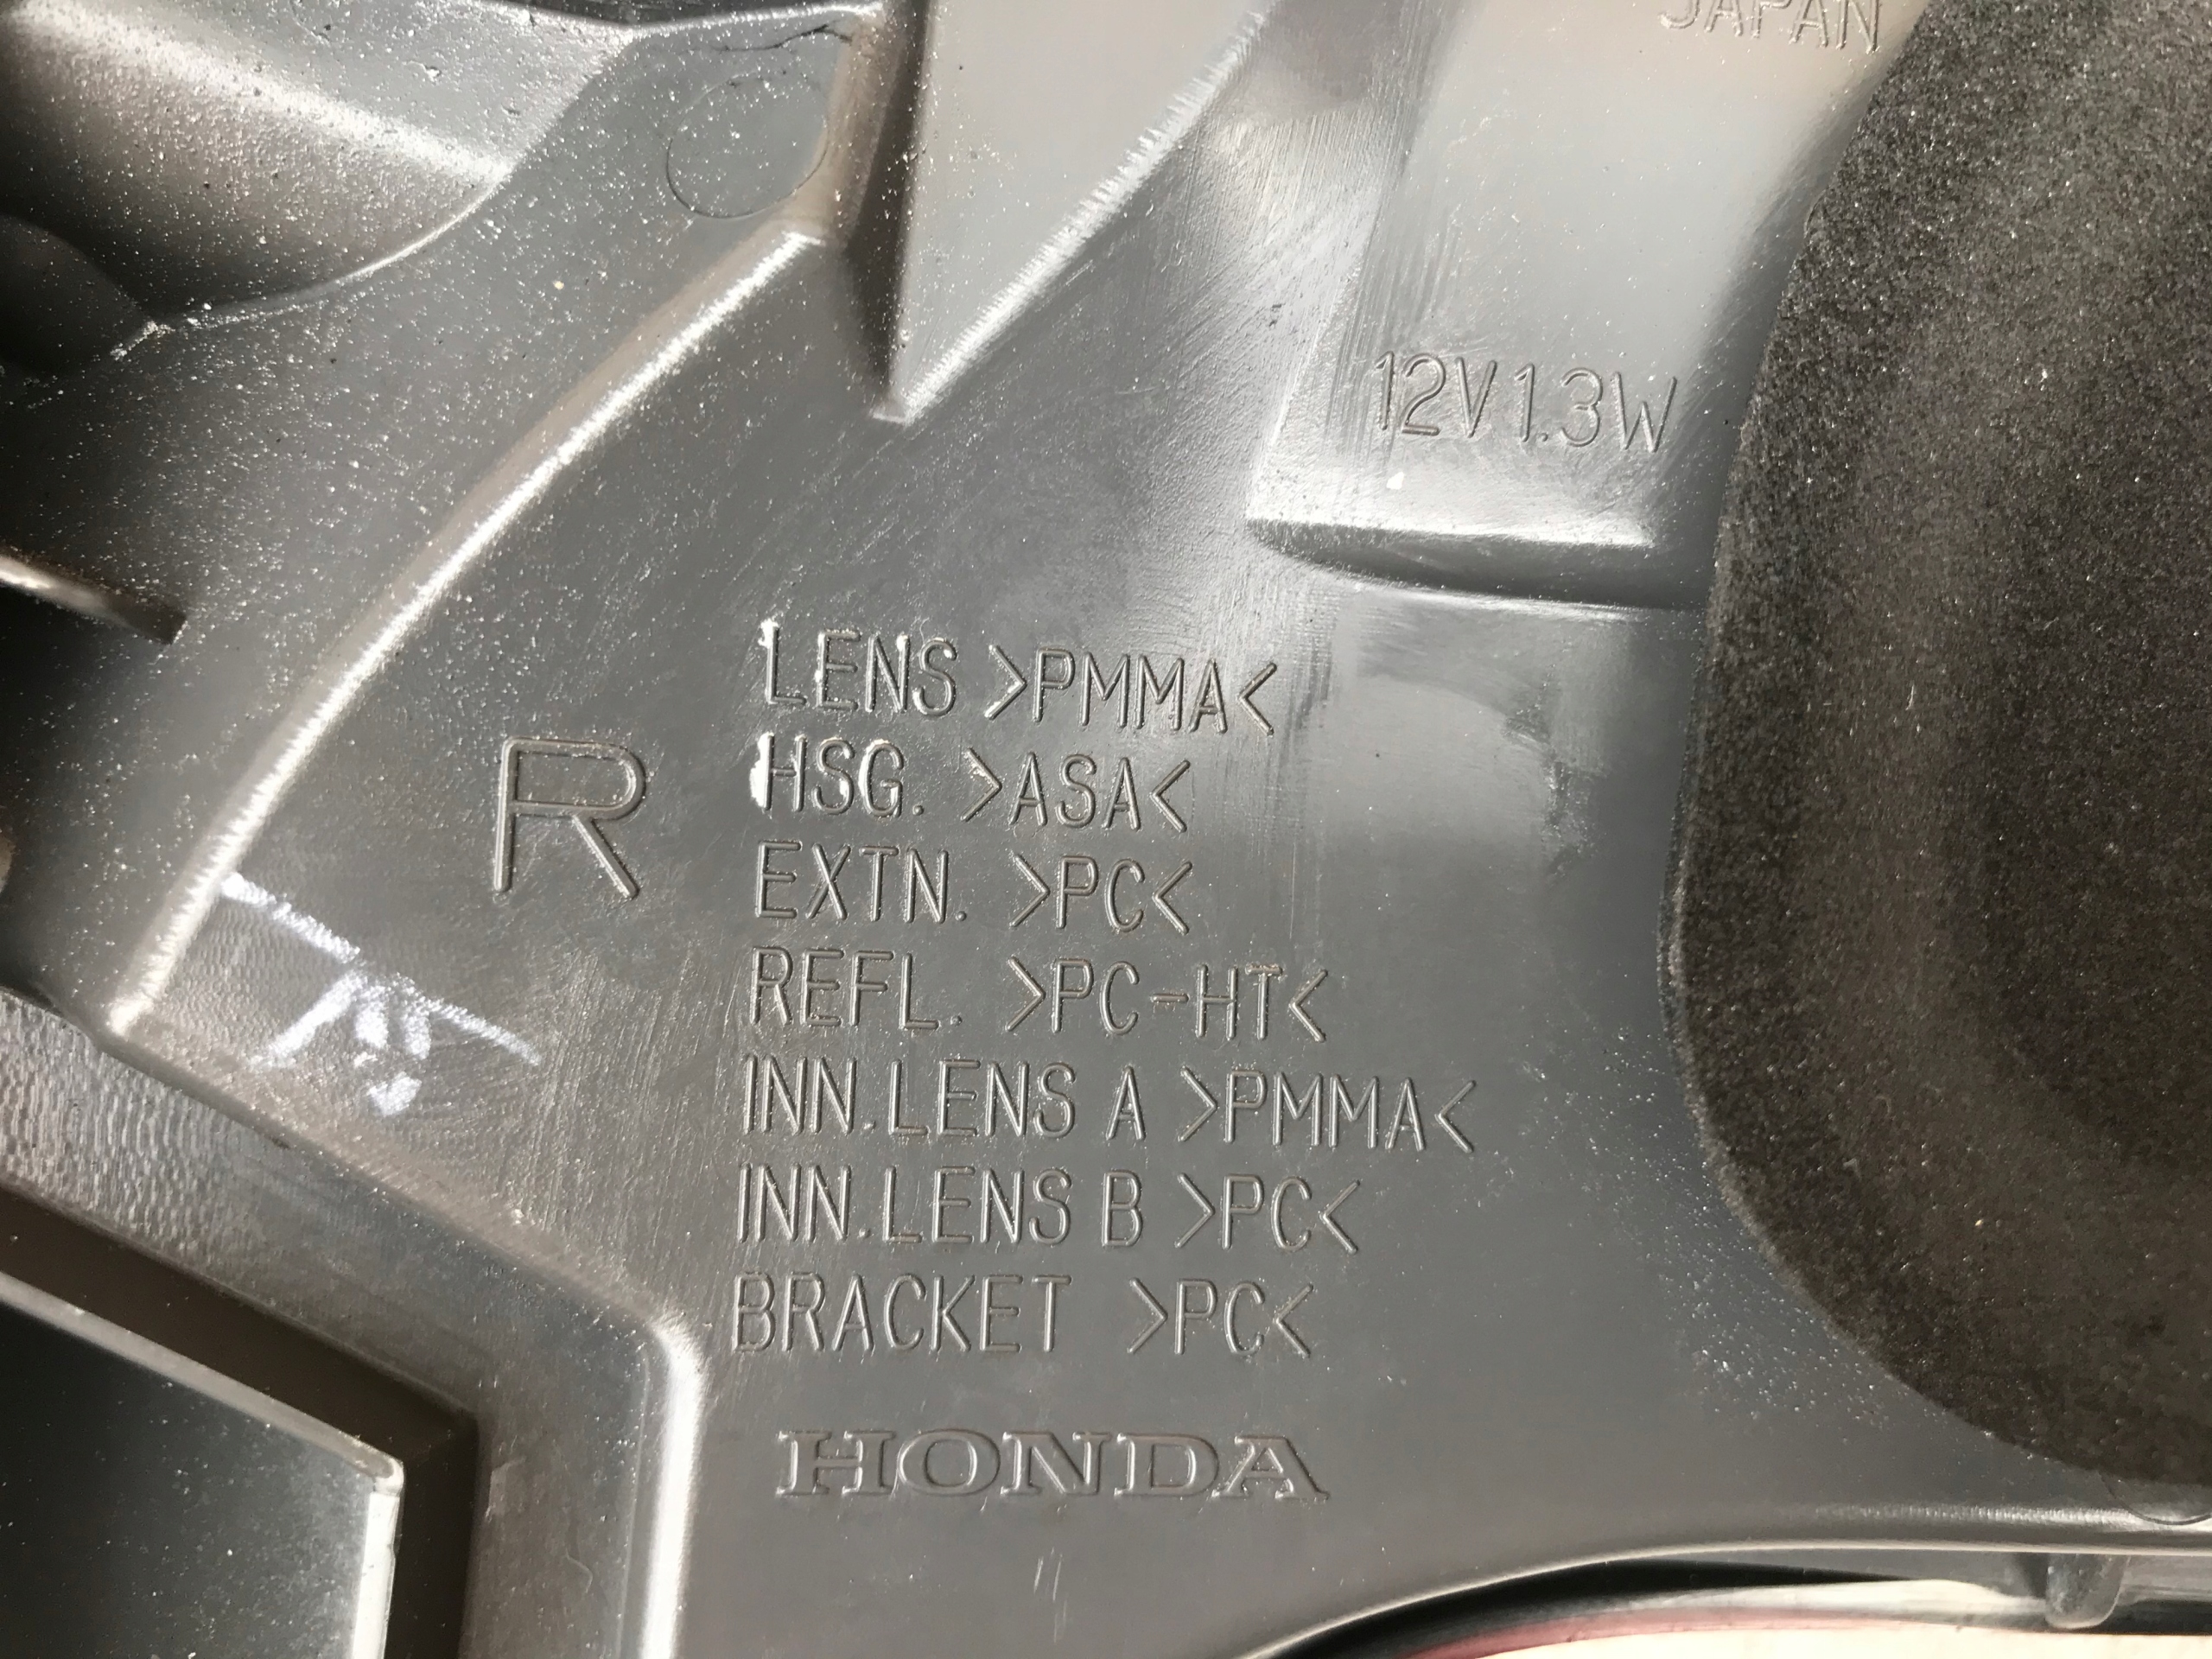 JAPAN
12V1.3W
R
LENS >PMMA<
HSG. >ASA<
EXTN. >PC<
REFL. >PC-HT<
INN.LENS A >PMMA<
INN.LENS B >PC<
BRACKET >PC<
HONDA